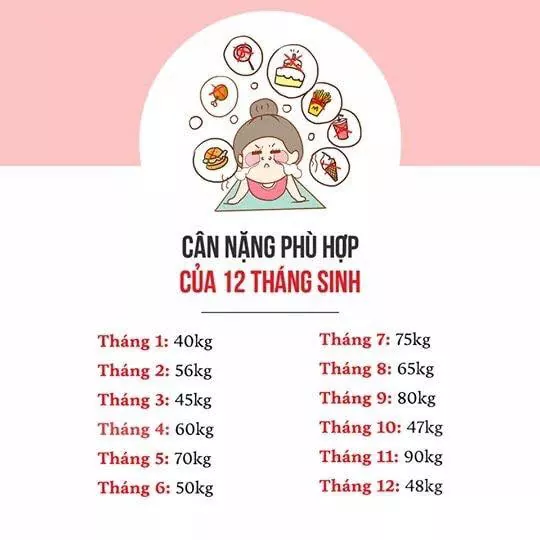 CÂN NẶNG PHÙ HỢP
CỦA 12 THÁNG SINH
Tháng 1: 40kg
Tháng 2: 56kg
Tháng 3: 45kg
Tháng 4: 60kg
Tháng 5: 70kg
Tháng 6: 50kg
Tháng 7: 75kg
Tháng 8: 65kg
Tháng 9: 80kg
Tháng 10: 47kg
Tháng 11: 90kg
Tháng 12: 48kg